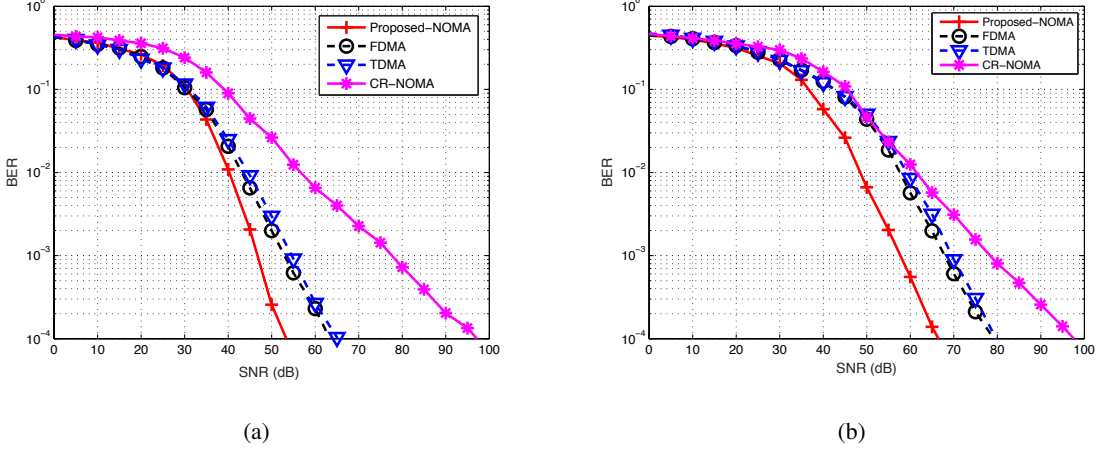 10^0
10^−1
10^−2
10^−3
10^−4
BER
0 10 20 30 40 50 60 70 80 90 100
SNR (dB)
Proposed−NOMA
FDMA
TDMA
CR−NOMA
(a)
10^0
10^−1
10^−2
10^−3
10^−4
BER
0 10 20 30 40 50 60 70 80 90 100
SNR (dB)
Proposed−NOMA
FDMA
TDMA
CR−NOMA
(b)